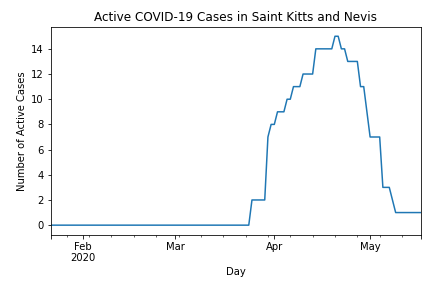 Active COVID-19 Cases in Saint Kitts and Nevis
Number of Active Cases
14
12
10
8
6
4
2
0
Feb
2020
Mar
Apr
May
Day